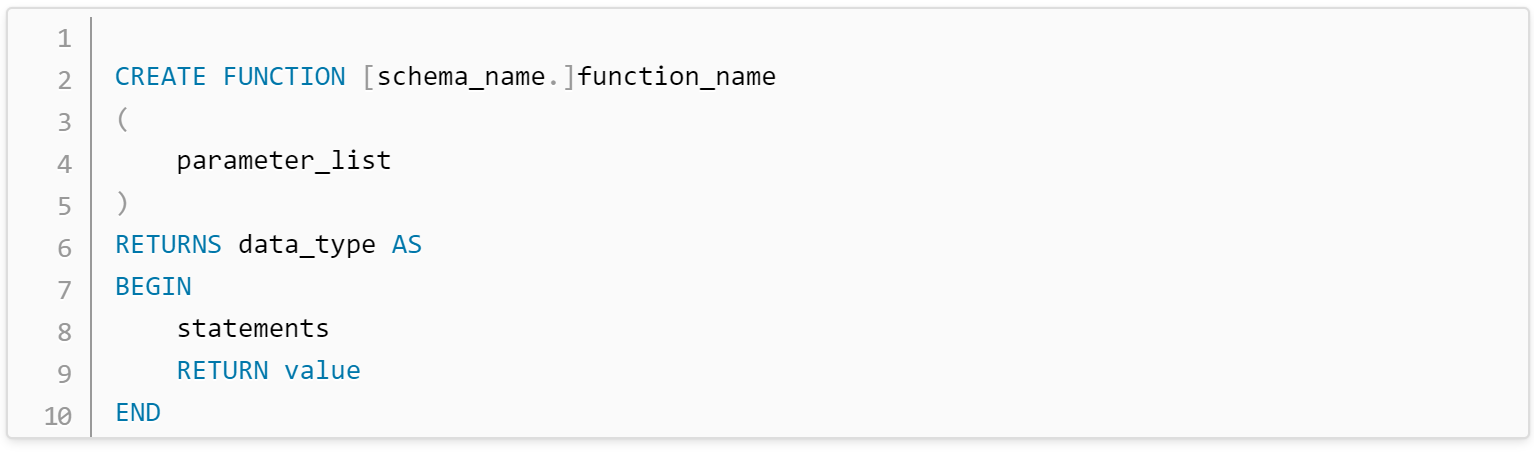 1
2 CREATE FUNCTION [schema_name.]function_name
3 (
4     parameter_list
5 )
6 RETURNS data_type AS
7 BEGIN
8     statements
9     RETURN value
10 END